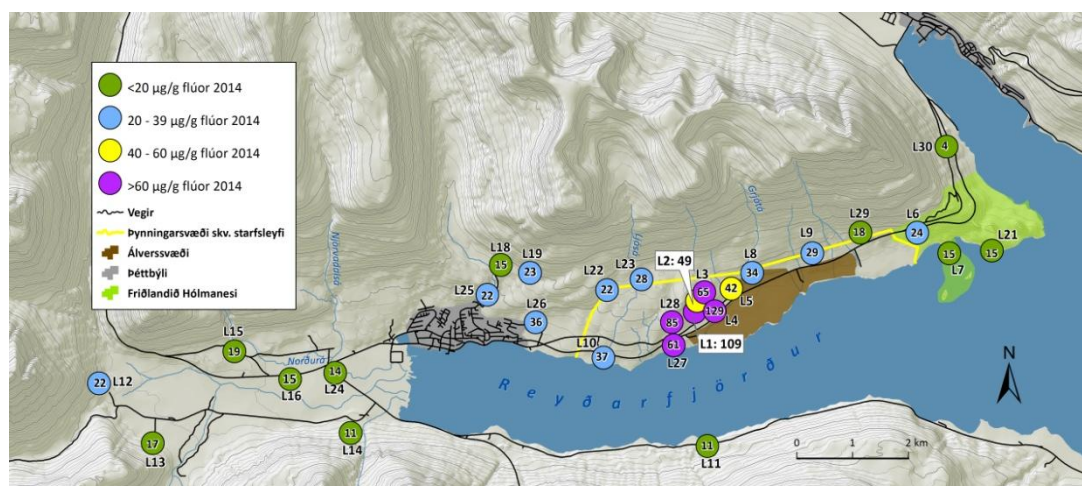 <20 µg/g flúor 2014
20 - 39 µg/g flúor 2014
40 - 60 µg/g flúor 2014
>60 µg/g flúor 2014
Vegir
Þynningarsvæði skv. starfsleyfi
Álverssvæði
Þéttbýli
Friðlandið Hólmanesi
Njörvadalsá
Grjótá
L30
4
L29
18
L6
24
L21
15
15
L7
L9
29
L8
34
L18
15
L19
23
L25
22
L26
36
L22
22
L23
28
L2: 49
L3
65
42
L5
L28
85
129
L4
L1: 109
61
L27
L10
37
L15
19
Norðurá
22
L12
15
L16
14
L24
17
L13
11
L14
11
L11
Reyðarfjörður
N
0 1 2 km